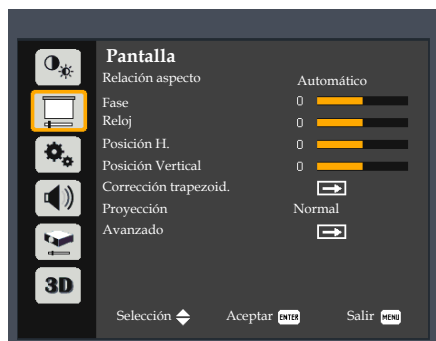 Pantalla
Relación aspecto Automático
Fase 0
Reloj 0
Posición H. 0
Posición Vertical 0
Corrección trapezoid.
Proyección Normal
Avanzado
3D
Selección Aceptar ENTER Salir MENU